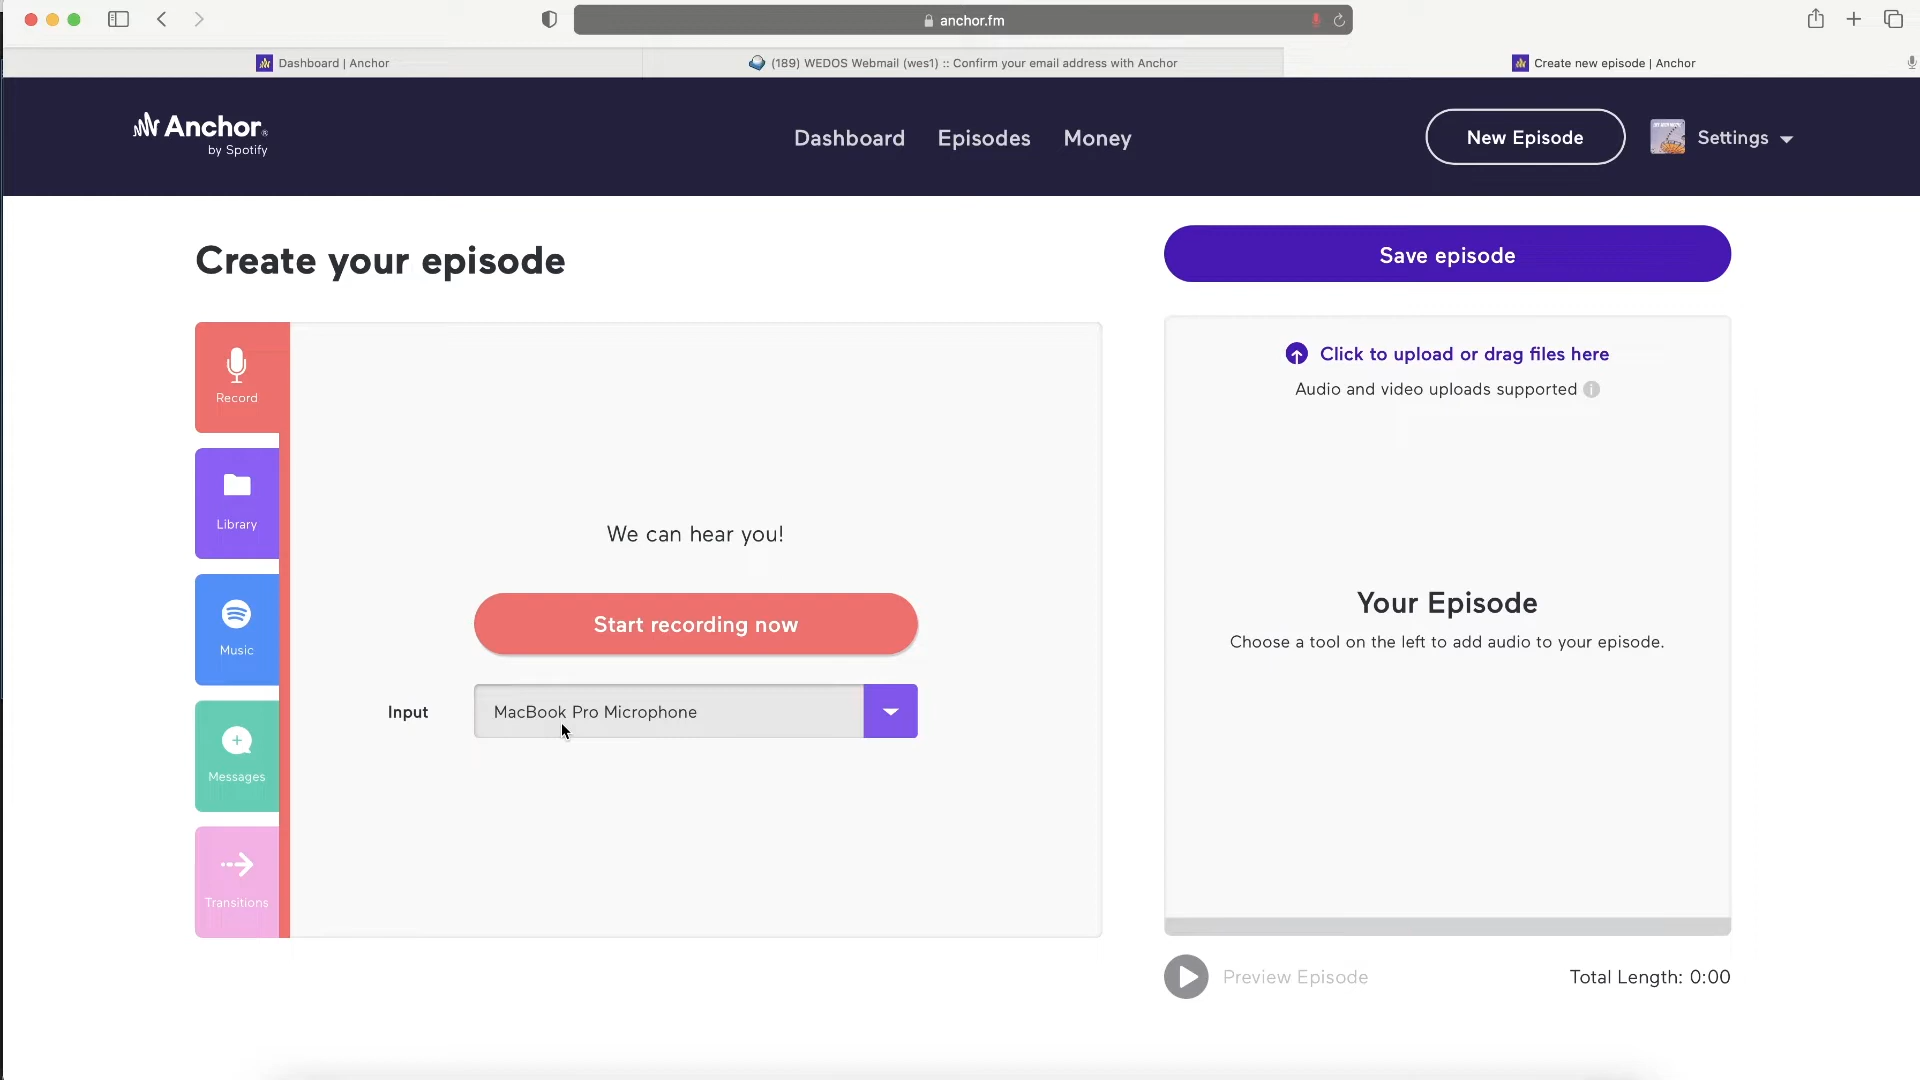 anchor.fm
Dashboard | Anchor
(189) WEDOS Webmail (wes1) :: Confirm your email address with Anchor
Create new episode | Anchor
Anchor®
by Spotify
Dashboard
Episodes
Money
New Episode
Settings
Create your episode
Save episode
Record
Library
Music
Messages
Transitions
We can hear you!
Start recording now
Input
MacBook Pro Microphone
Click to upload or drag files here
Audio and video uploads supported
Your Episode
Choose a tool on the left to add audio to your episode.
Preview Episode
Total Length: 0:00